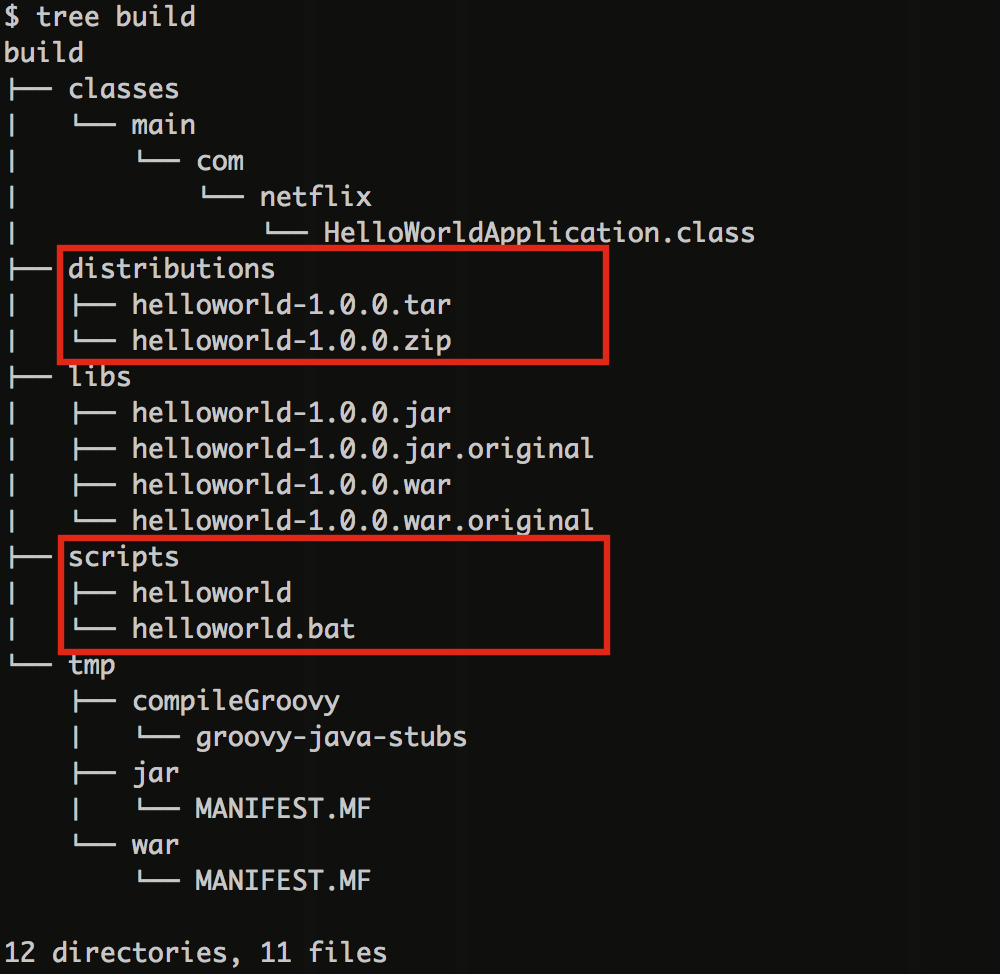 $ tree build
build
├── classes
│   └── main
│       └── com
│           └── netflix
│               └── HelloWorldApplication.class
├── distributions
│   ├── helloworld-1.0.0.tar
│   └── helloworld-1.0.0.zip
├── libs
│   ├── helloworld-1.0.0.jar
│   ├── helloworld-1.0.0.jar.original
│   ├── helloworld-1.0.0.war
│   └── helloworld-1.0.0.war.original
├── scripts
│   ├── helloworld
│   └── helloworld.bat
└── tmp
    ├── compileGroovy
    │   └── groovy-java-stubs
    ├── jar
    │   └── MANIFEST.MF
    └── war
        └── MANIFEST.MF

12 directories, 11 files